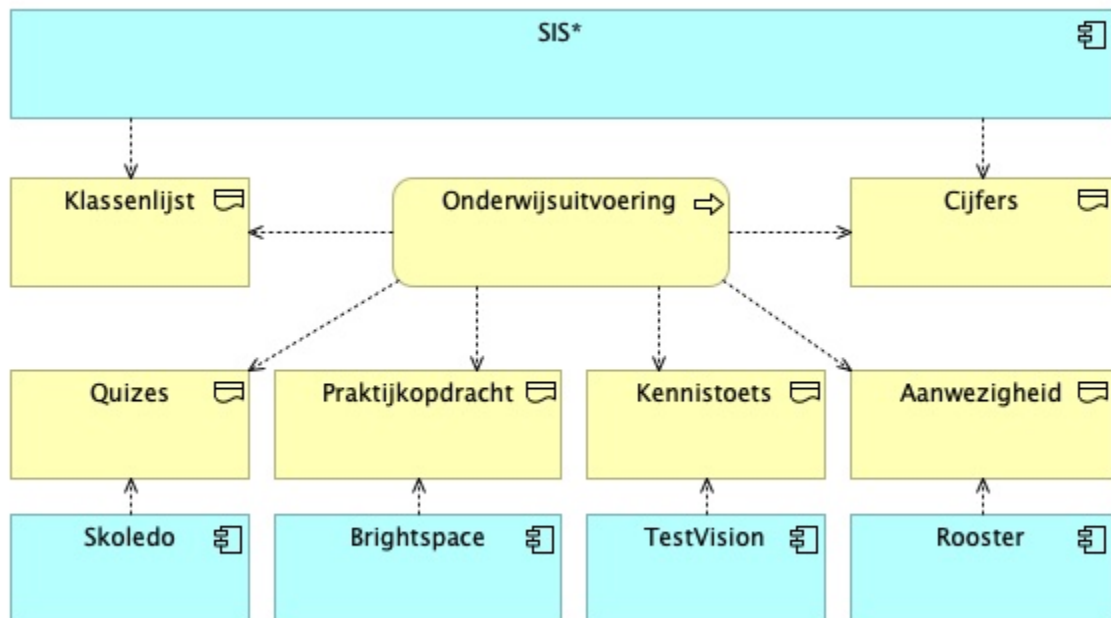 SIS*
Klassenlijst
Onderwijsuitvoering
Cijfers
Quizes
Praktijkopdracht
Kennistoets
Aanwezigheid
Skoledo
Brightspace
TestVision
Rooster